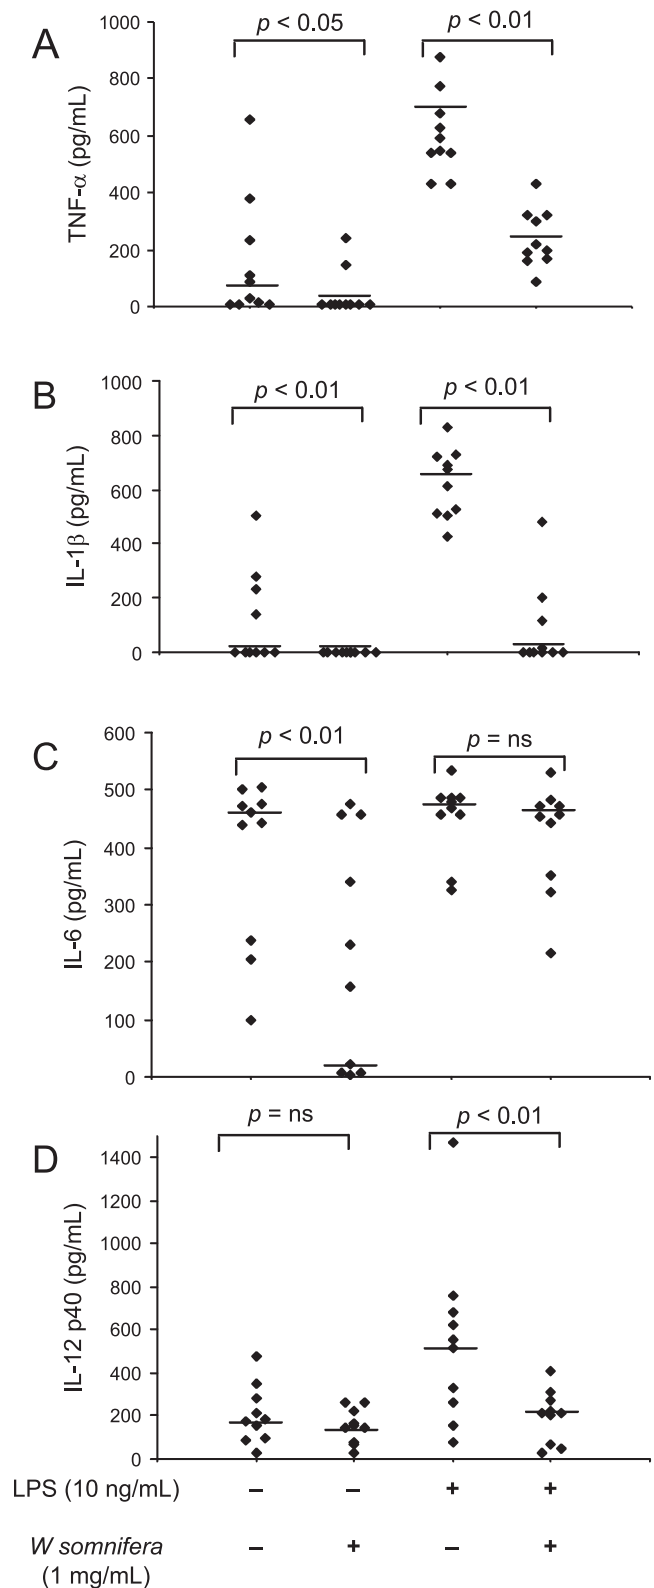 A
p < 0.05
p < 0.01
TNF-α (pg/mL)
1000
800
600
400
200
0
B
p < 0.01
p < 0.01
IL-1β (pg/mL)
1000
800
600
400
200
0
C
p < 0.01
p = ns
IL-6 (pg/mL)
600
500
400
300
200
100
0
D
p = ns
p < 0.01
IL-12 p40 (pg/mL)
1400
1200
1000
800
600
400
200
0
LPS (10 ng/mL) – – + +
W somnifera – + – +
(1 mg/mL)